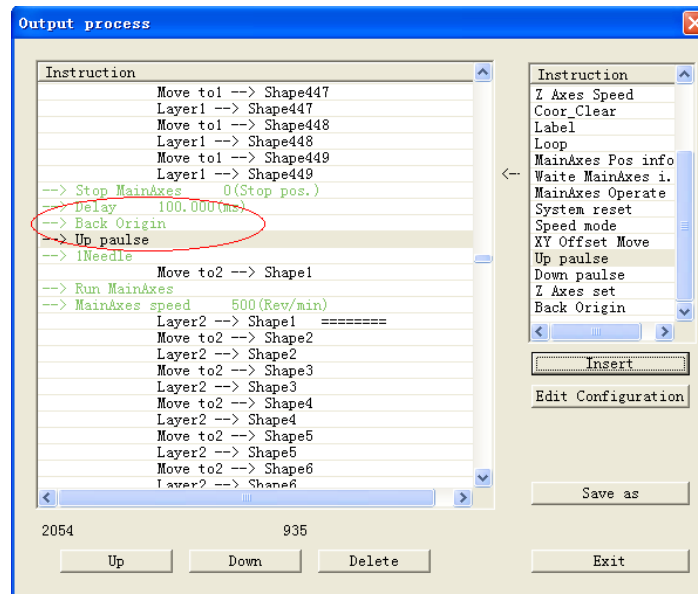 Output process
Instruction
Move to1 --> Shape447
Layer1 --> Shape447
Move to1 --> Shape448
Layer1 --> Shape448
Move to1 --> Shape449
Layer1 --> Shape449
--> Stop MainAxes 0(Stop pos.)
--> Delay 100.000(ms)
--> Back Origin
--> Up paulse
--> 1Needle
Move to2 --> Shape1
--> Run MainAxes
--> MainAxes speed 500(Rev/min)
Layer2 --> Shape1 ========
Move to2 --> Shape2
Layer2 --> Shape2
Move to2 --> Shape3
Layer2 --> Shape3
Move to2 --> Shape4
Layer2 --> Shape4
Move to2 --> Shape5
Layer2 --> Shape5
Move to2 --> Shape6
Layer2 --> Shape6
2054 935
Up Down Delete
<--
Instruction
Z Axes Speed
Coor_Clear
Label
Loop
MainAxes Pos info
Waite MainAxes i.
MainAxes Operate
System reset
Speed mode
XY Offset Move
Up paulse
Down paulse
Z Axes set
Back Origin
Insert
Edit Configuration
Save as
Exit